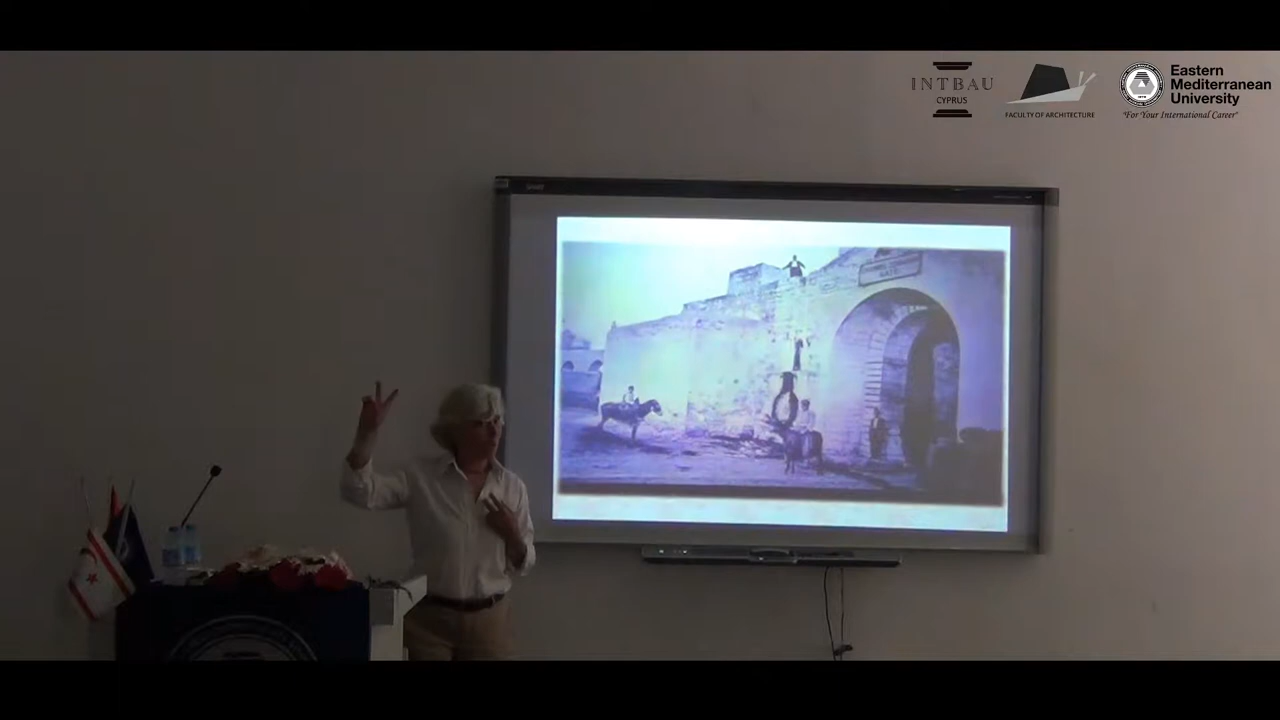 INTBAU
CYPRUS
FACULTY OF ARCHITECTURE
Eastern
Mediterranean
University
"For Your International Career"